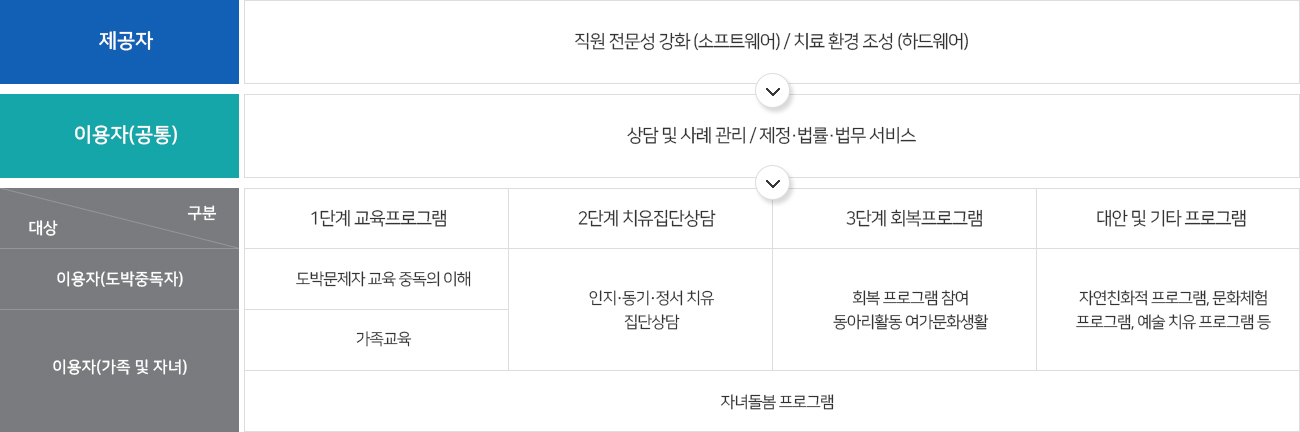 제공자
직원 전문성 강화 (소프트웨어) / 치료 환경 조성 (하드웨어)
이용자(공통)
상담 및 사례 관리 / 제정·법률·법무 서비스
구분
대상
1단계 교육프로그램
2단계 치유집단상담
3단계 회복프로그램
대안 및 기타 프로그램
이용자(도박중독자)
도박문제자 교육 중독의 이해
인지·동기·정서 치유
집단상담
회복 프로그램 참여
동아리활동 여가문화생활
자연친화적 프로그램, 문화체험
프로그램, 예술 치유 프로그램 등
이용자(가족 및 자녀)
가족교육
자녀돌봄 프로그램